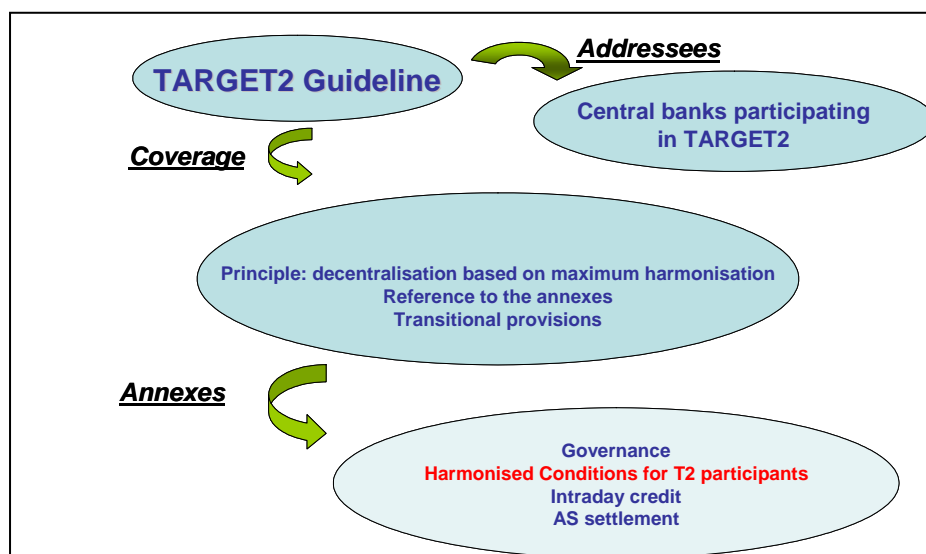 TARGET2 Guideline
Addressees
Central banks participating
in TARGET2
Coverage
Principle: decentralisation based on maximum harmonisation
Reference to the annexes
Transitional provisions
Annexes
Governance
Harmonised Conditions for T2 participants
Intraday credit
AS settlement